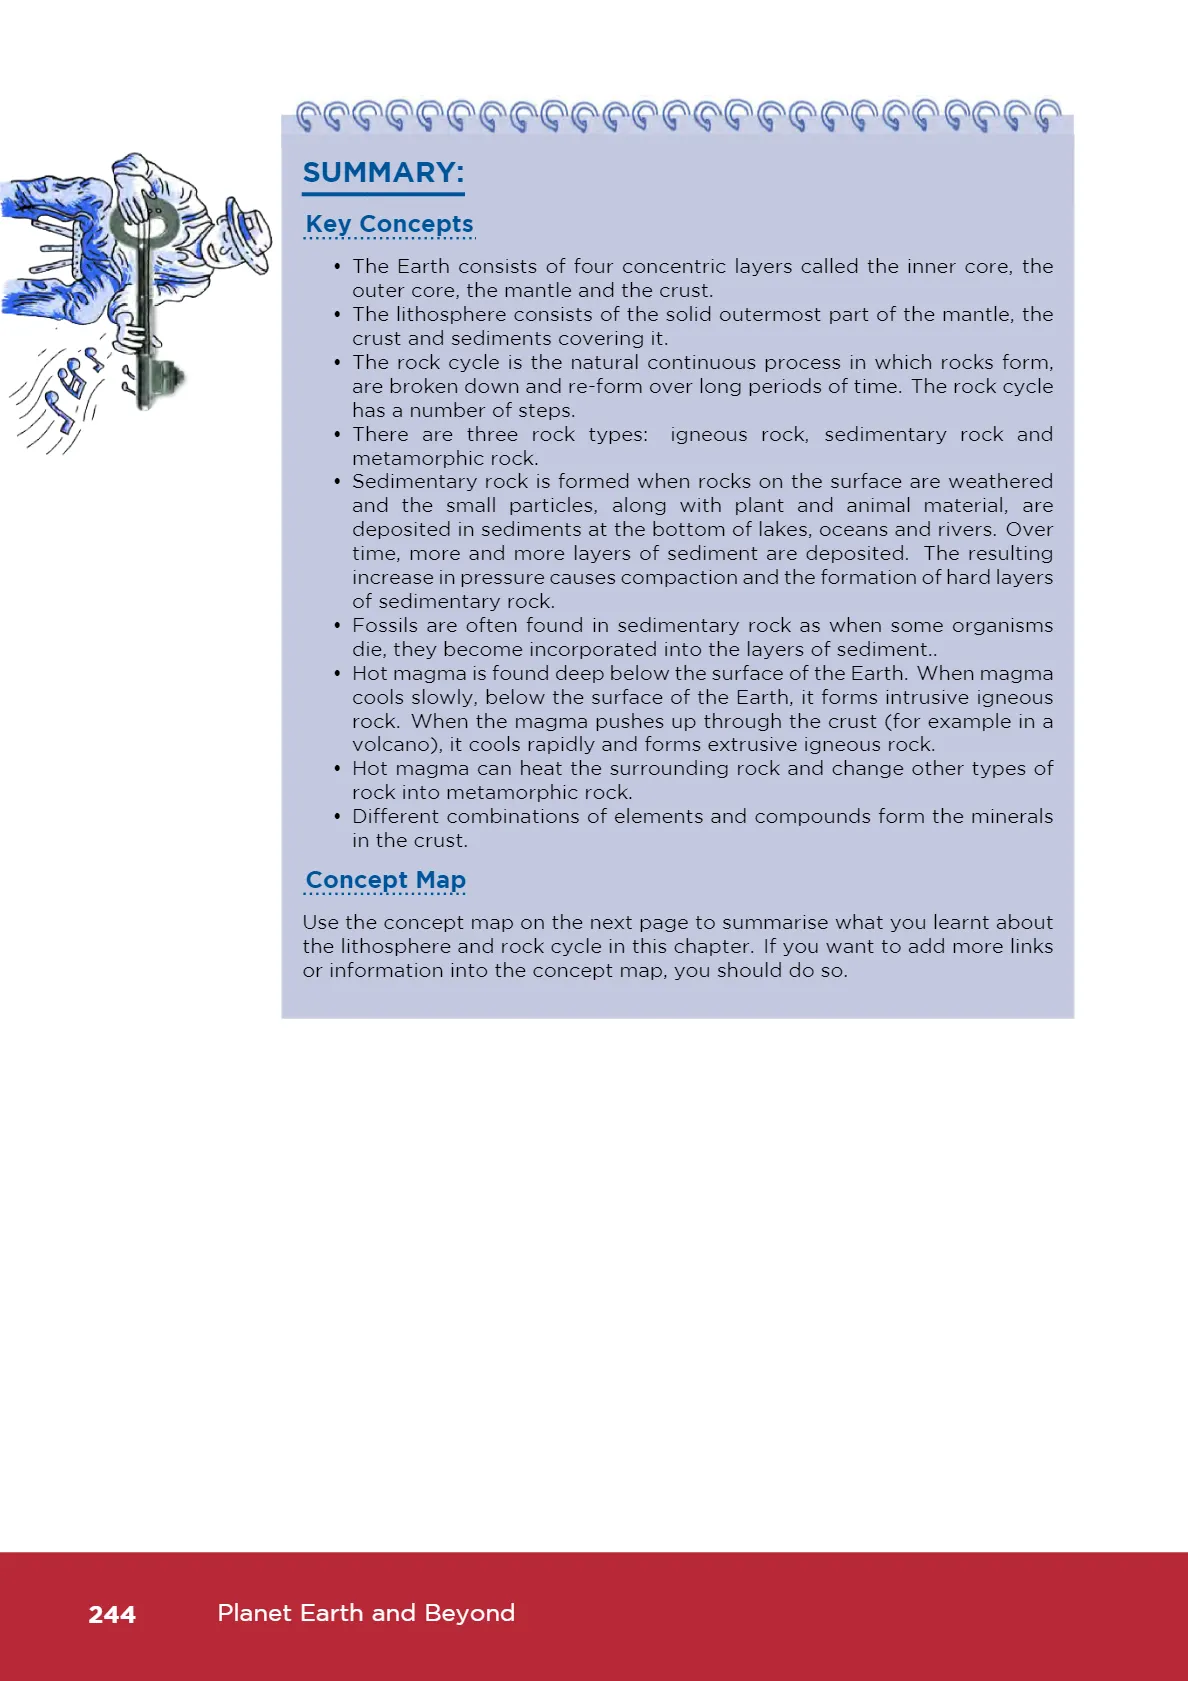 SUMMARY:
Key Concepts
• The Earth consists of four concentric layers called the inner core, the
outer core, the mantle and the crust.
• The lithosphere consists of the solid outermost part of the mantle, the
crust and sediments covering it.
• The rock cycle is the natural continuous process in which rocks form,
are broken down and re-form over long periods of time. The rock cycle
has a number of steps.
• There are three rock types: igneous rock, sedimentary rock and
metamorphic rock.
• Sedimentary rock is formed when rocks on the surface are weathered
and the small particles, along with plant and animal material, are
deposited in sediments at the bottom of lakes, oceans and rivers. Over
time, more and more layers of sediment are deposited. The resulting
increase in pressure causes compaction and the formation of hard layers
of sedimentary rock.
• Fossils are often found in sedimentary rock as when some organisms
die, they become incorporated into the layers of sediment..
• Hot magma is found deep below the surface of the Earth. When magma
cools slowly, below the surface of the Earth, it forms intrusive igneous
rock. When the magma pushes up through the crust (for example in a
volcano), it cools rapidly and forms extrusive igneous rock.
• Hot magma can heat the surrounding rock and change other types of
rock into metamorphic rock.
• Different combinations of elements and compounds form the minerals
in the crust.
Concept Map
Use the concept map on the next page to summarise what you learnt about
the lithosphere and rock cycle in this chapter. If you want to add more links
or information into the concept map, you should do so.
244 Planet Earth and Beyond